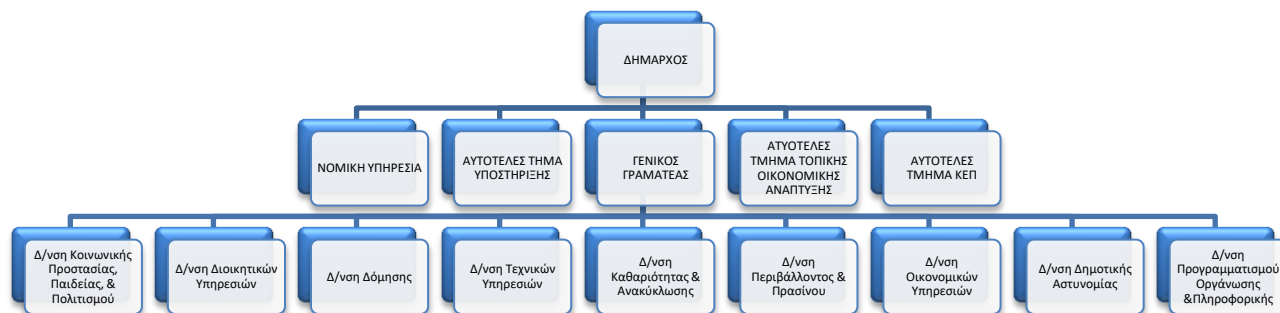 ΔΗΜΑΡΧΟΣ
ΝΟΜΙΚΗ ΥΠΗΡΕΣΙΑ
ΑΥΤΟΤΕΛΕΣ ΤΗΜΑ
ΥΠΟΣΤΗΡΙΞΗΣ
ΓΕΝΙΚΟΣ
ΓΡΑΜΑΤΕΑΣ
ΑΤΥΟΤΕΛΕΣ
ΤΜΗΜΑ ΤΟΠΙΚΗΣ
ΟΙΚΟΝΟΜΙΚΗΣ
ΑΝΑΠΤΥΞΗΣ
ΑΥΤΟΤΕΛΕΣ
ΤΜΗΜΑ ΚΕΠ
Δ/νση Κοινωνικής
Προστασίας,
Παιδείας, &
Πολιτισμού
Δ/νση Διοικητικών
Υπηρεσιών
Δ/νση Δόμησης
Δ/νση Τεχνικών
Υπηρεσιών
Δ/νση
Καθαριότητας &
Ανακύκλωσης
Δ/νση
Περιβάλλοντος &
Πρασίνου
Δ/νση
Οικονομικών
Υπηρεσιών
Δ/νση Δημοτικής
Αστυνομίας
Δ/νση
Προγραμματισμού
Οργάνωσης
&Πληροφορικής